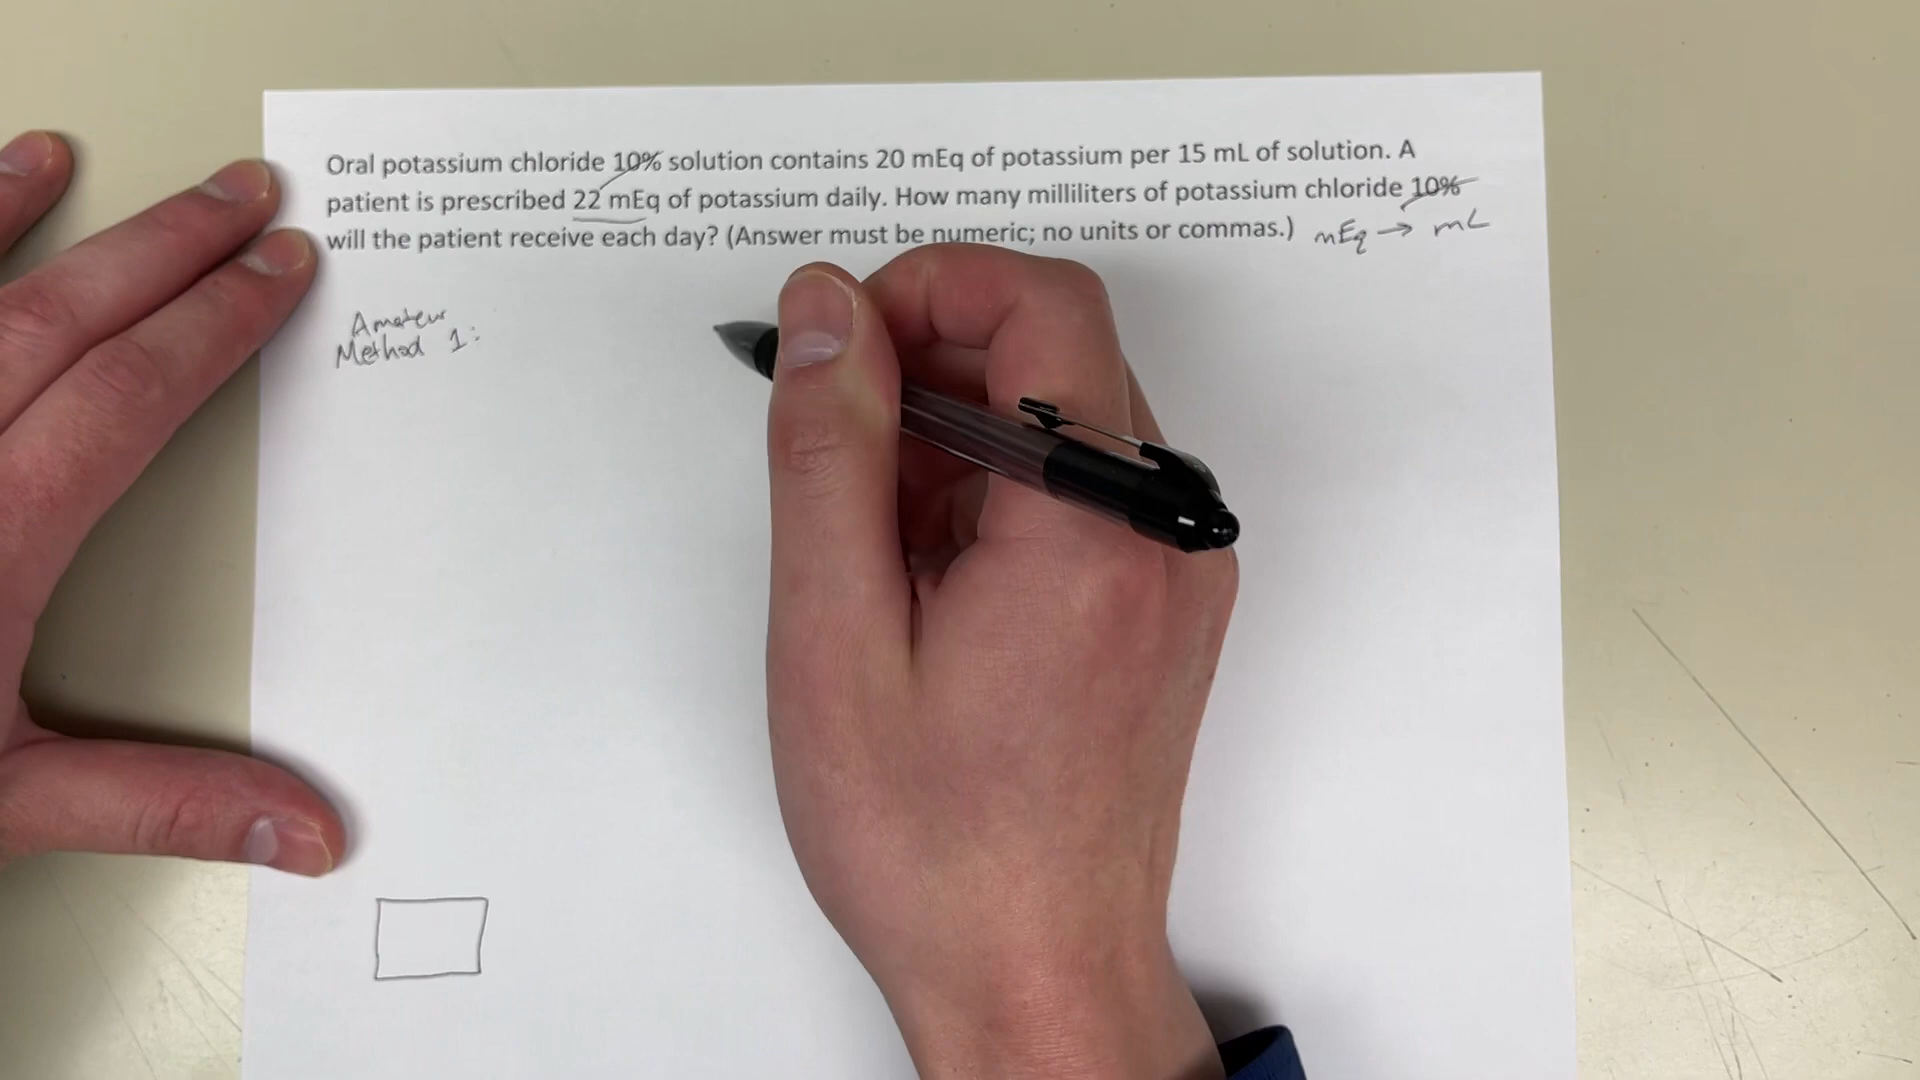 Oral potassium chloride 10% solution contains 20 mEq of potassium per 15 mL of solution. A
patient is prescribed 22 mEq of potassium daily. How many milliliters of potassium chloride 10%
will the patient receive each day? (Answer must be numeric; no units or commas.)
mEq → mL
Amateur
Method 1: